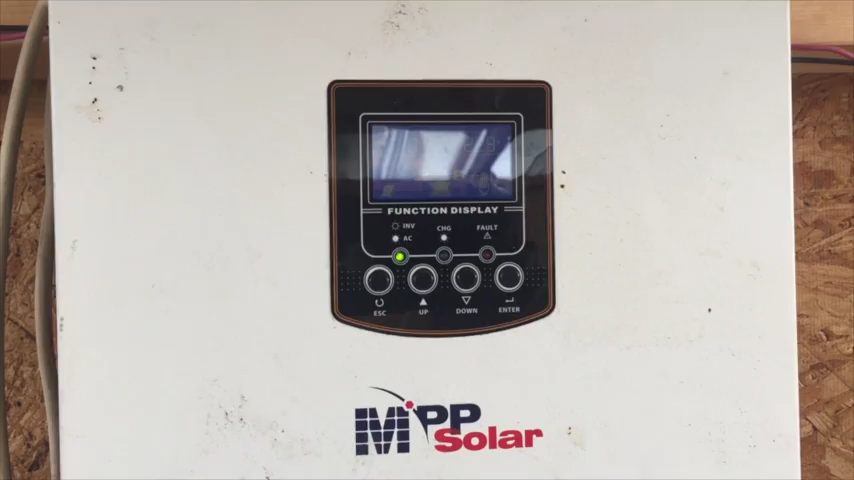 FUNCTION DISPLAY
INV CHG FAULT
AC
ESC UP DOWN ENTER
MPP Solar